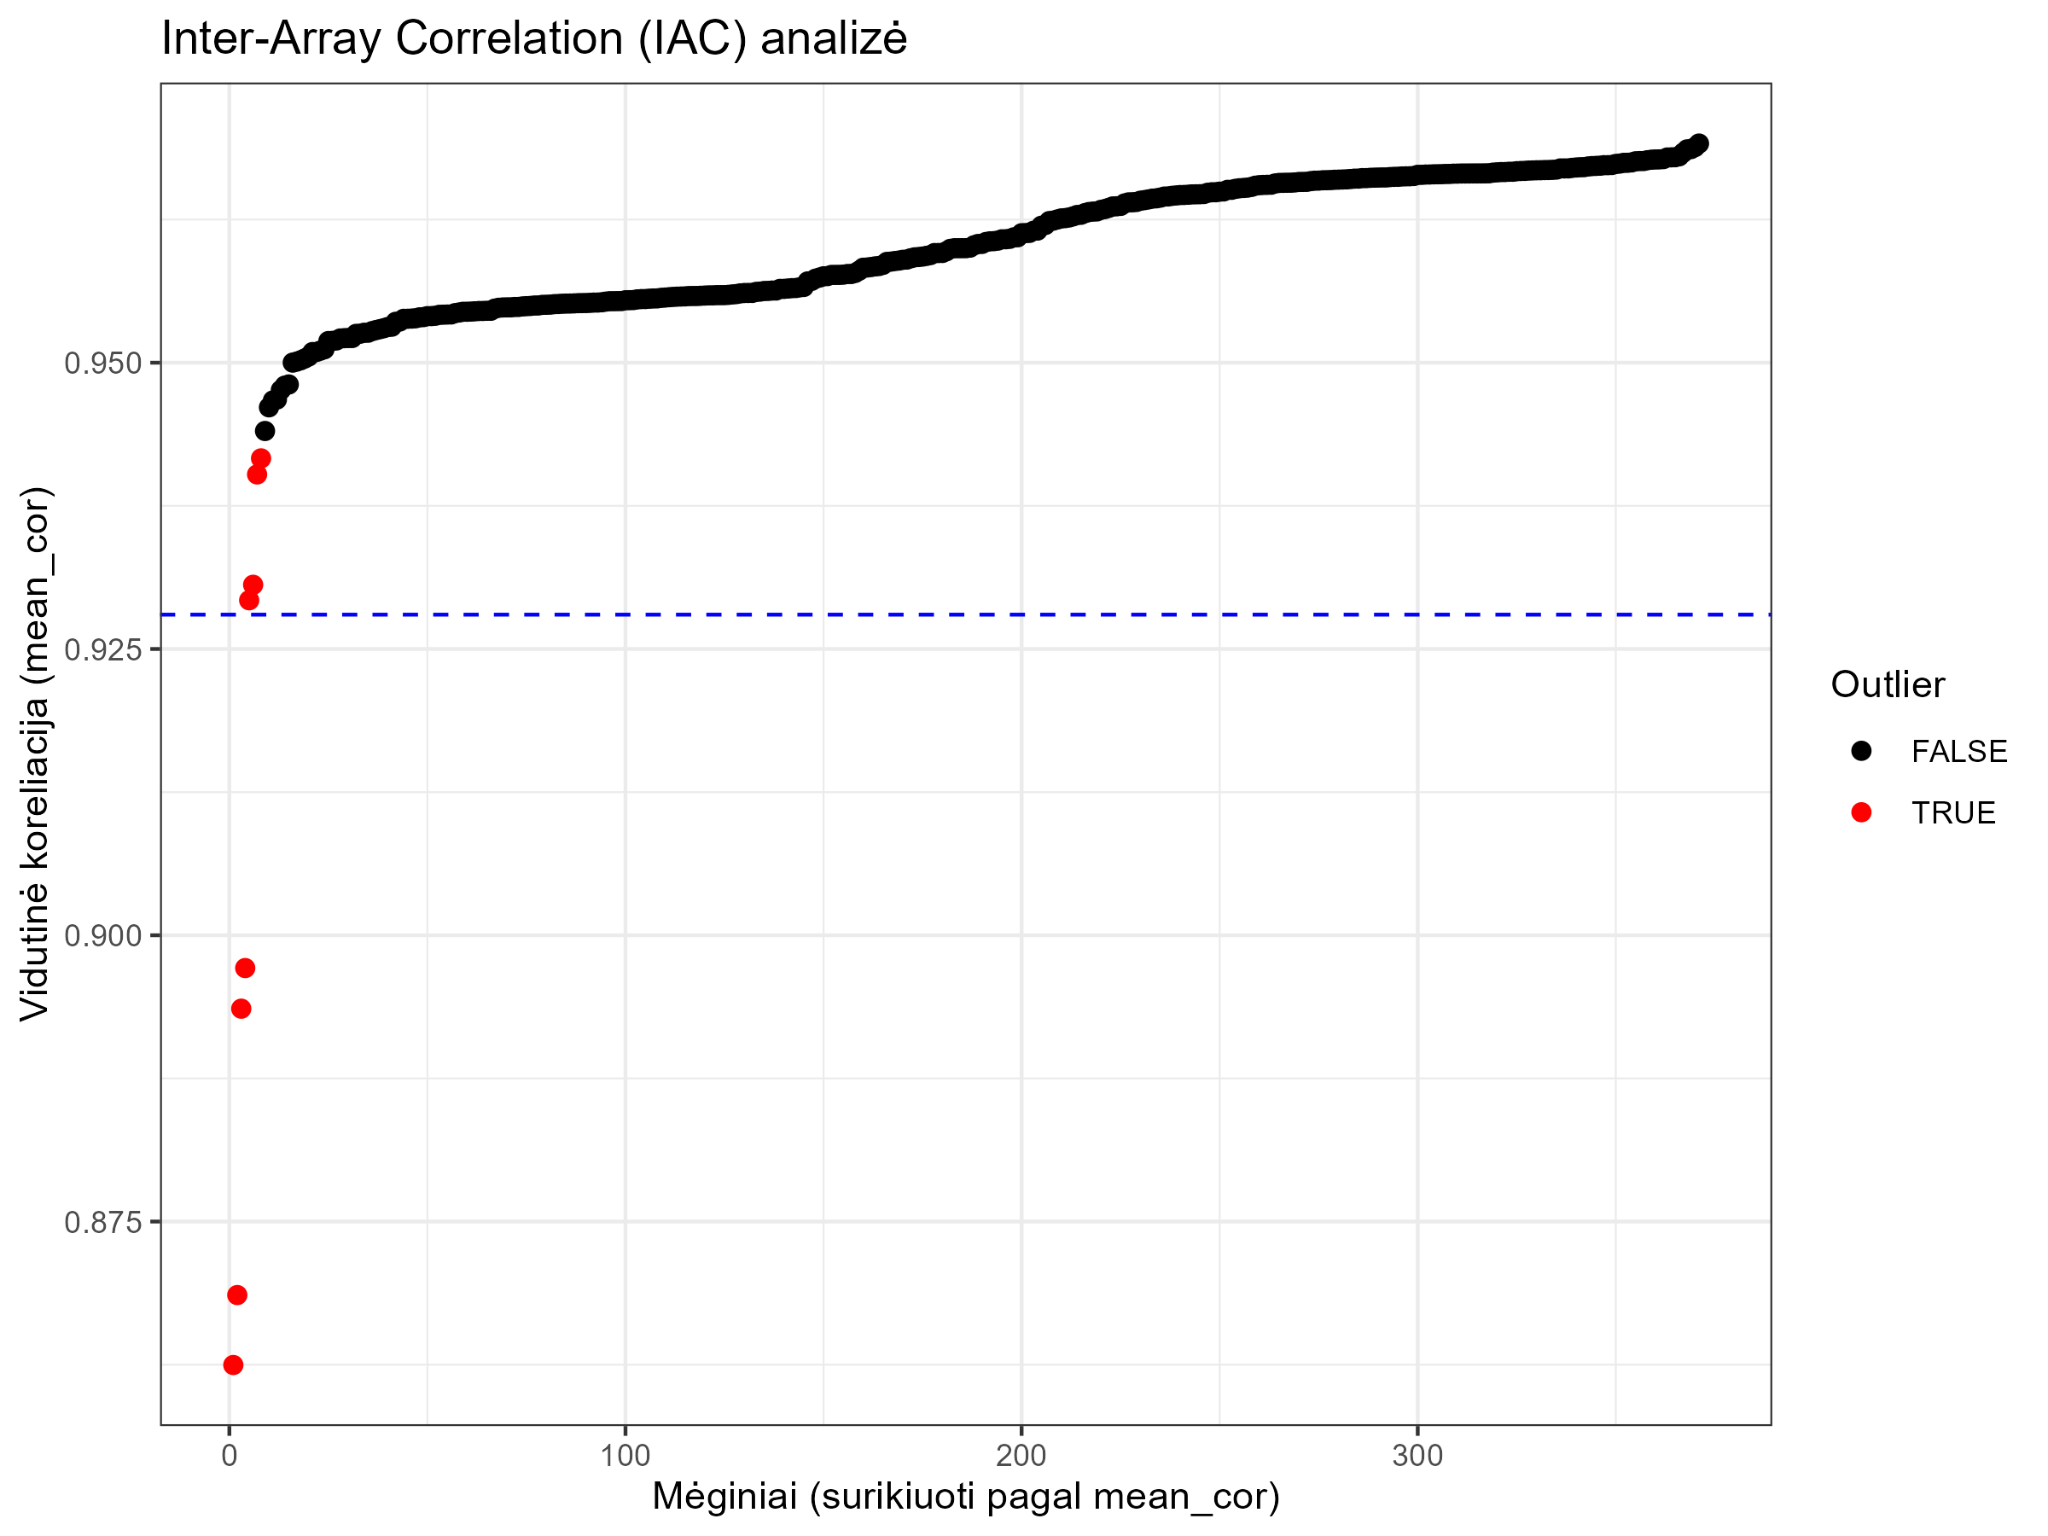 Inter-Array Correlation (IAC) analizė
Vidutinė koreliacija (mean_cor)
0.950
0.925
0.900
0.875
0
100
200
300
Mėginiai (surikiuoti pagal mean_cor)
Outlier
FALSE
TRUE